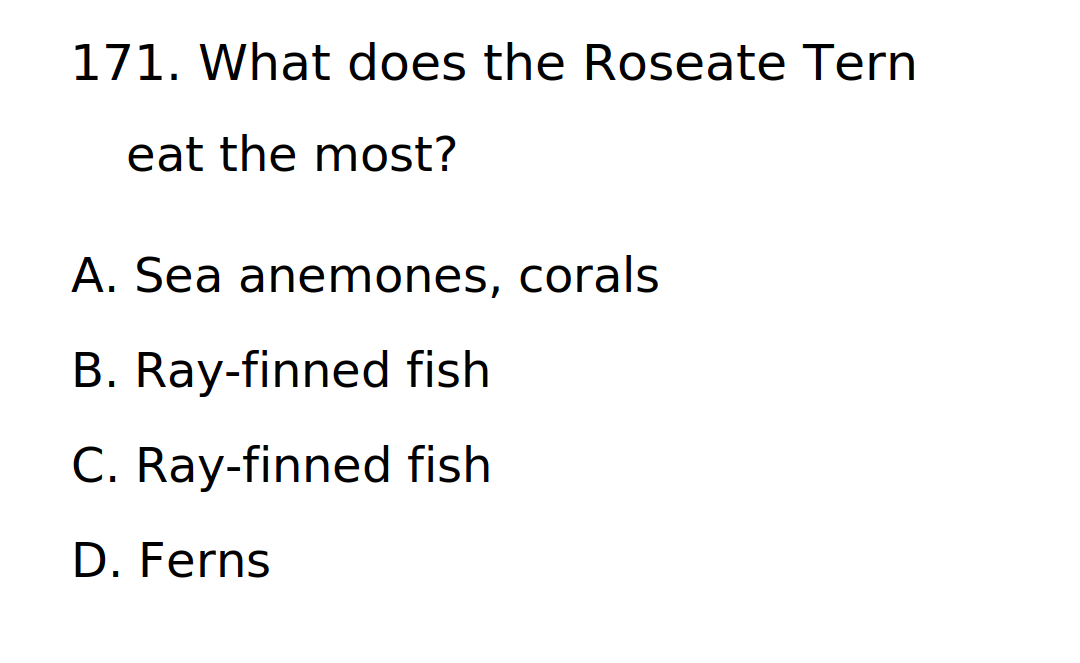 171. What does the Roseate Tern
eat the most?
A. Sea anemones, corals
B. Ray-finned fish
C. Ray-finned fish
D. Ferns